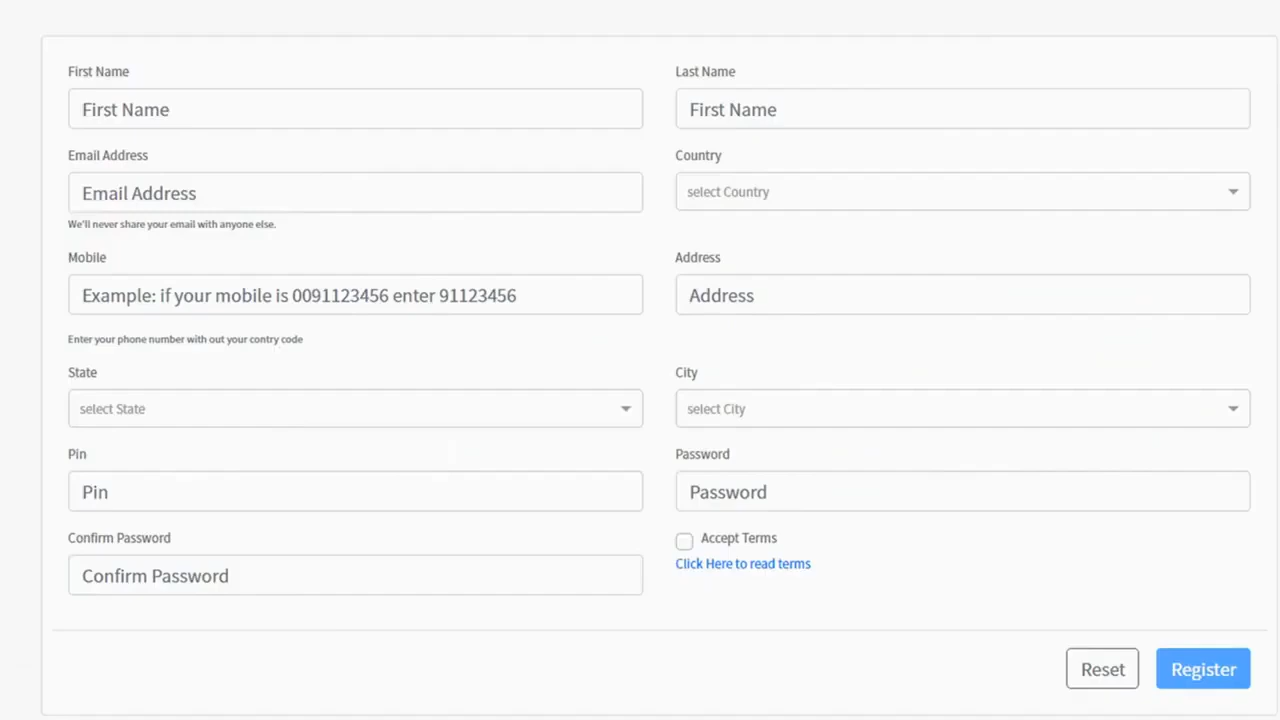 First Name
Last Name
First Name
First Name
Email Address
Country
Email Address
select Country
We'll never share your email with anyone else.
Mobile
Address
Example: if your mobile is 0091123456 enter 91123456
Address
Enter your phone number with out your contry code
State
City
select State
select City
Pin
Password
Pin
Password
Confirm Password
Accept Terms
Click Here to read terms
Confirm Password
Reset
Register